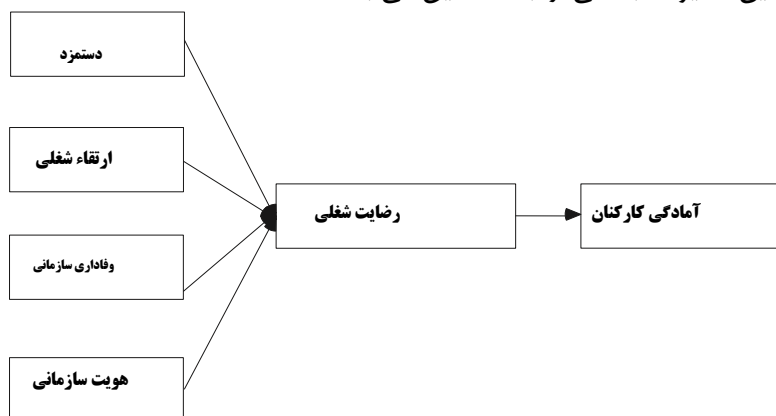 دستمزد
ارتقاء شغلی
وفاداری سازمانی
هویت سازمانی
رضایت شغلی
آمادگی کارکنان